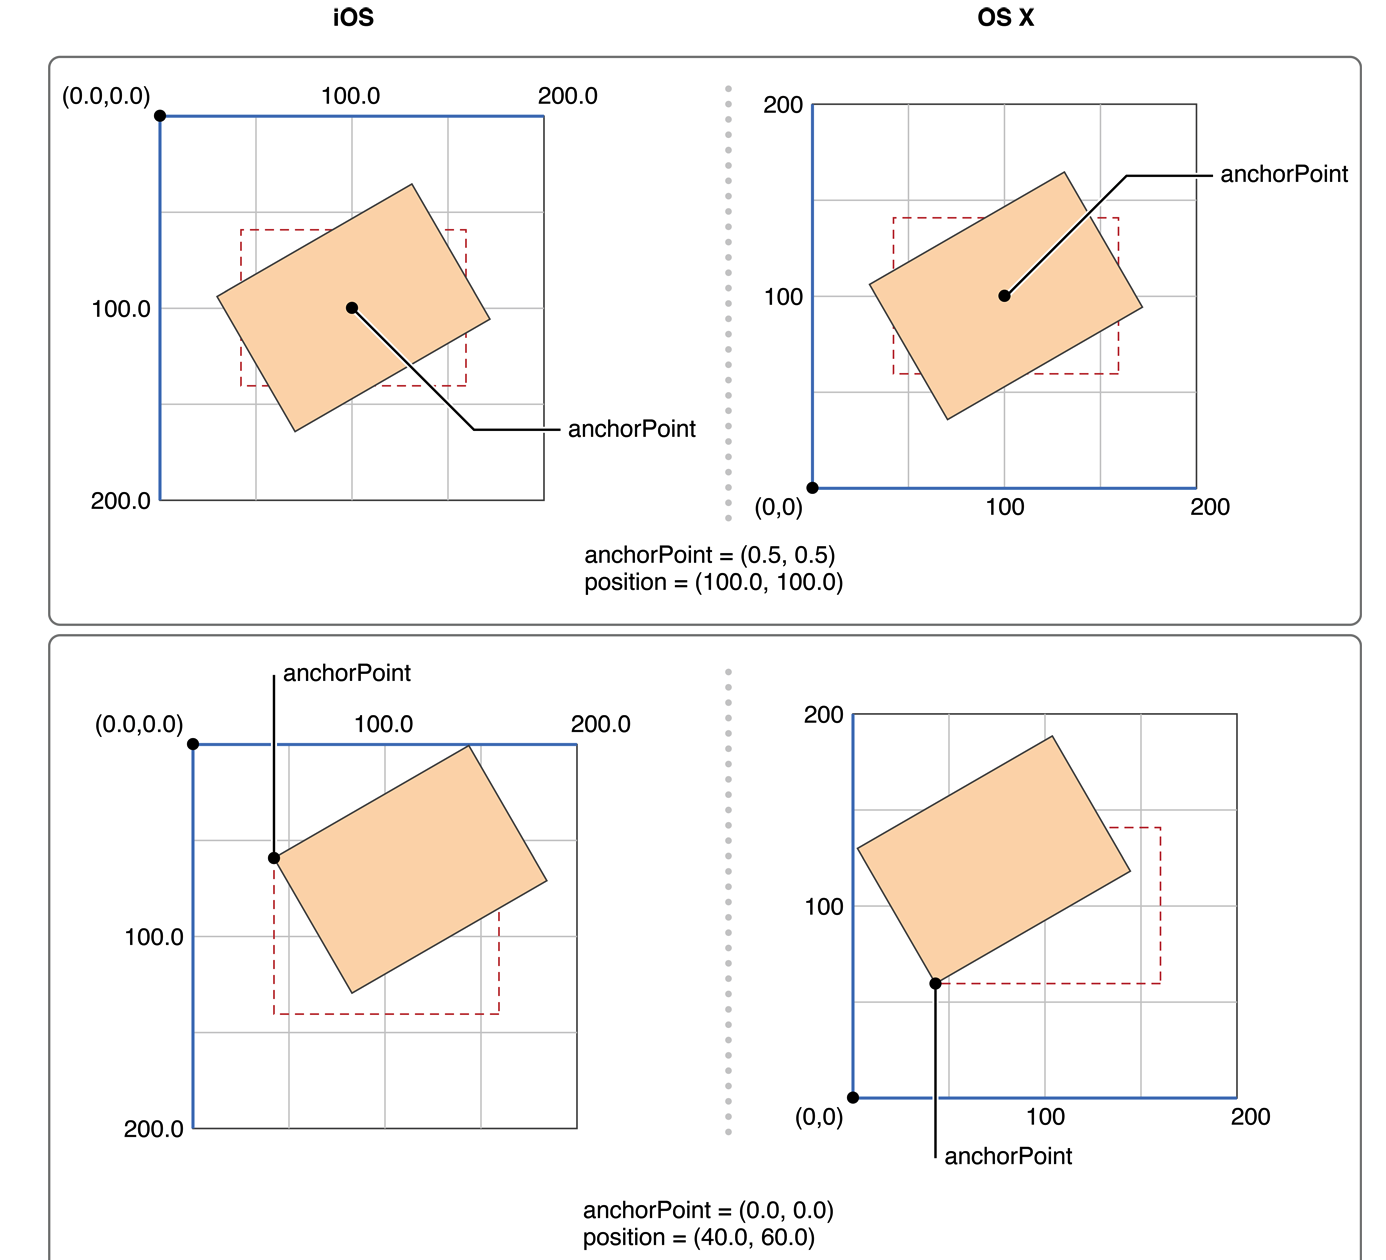 iOS
OS X
(0.0,0.0)
100.0
200.0
100.0
200.0
anchorPoint
200
100
(0,0)
100
200
anchorPoint
anchorPoint = (0.5, 0.5)
position = (100.0, 100.0)
anchorPoint
(0.0,0.0)
100.0
200.0
100.0
200.0
200
100
(0,0)
100
200
anchorPoint
anchorPoint = (0.0, 0.0)
position = (40.0, 60.0)